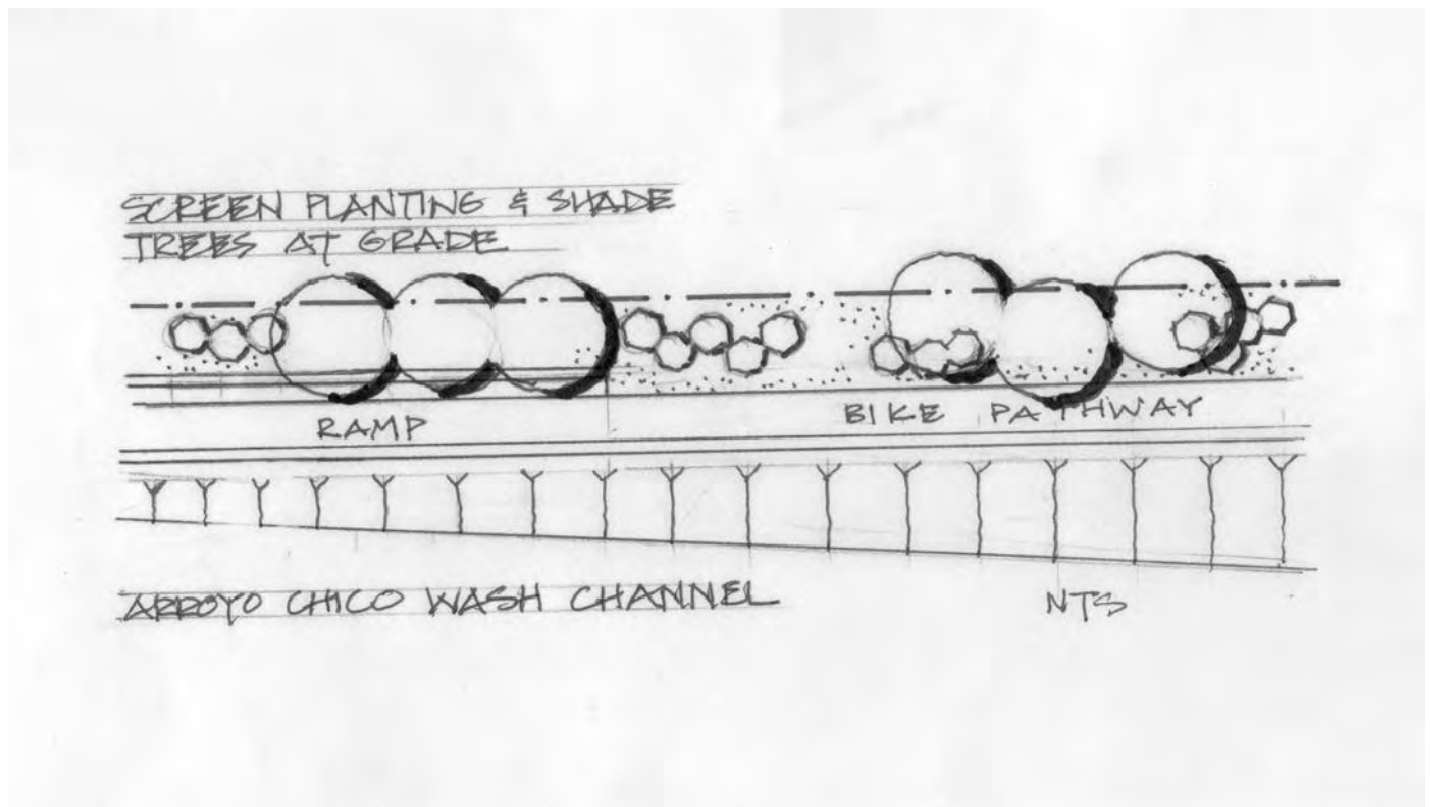 SCREEN PLANTING & SHADE
TREES AT GRADE
RAMP
BIKE PATHWAY
ARROYO CHICO WASH CHANNEL
NTS